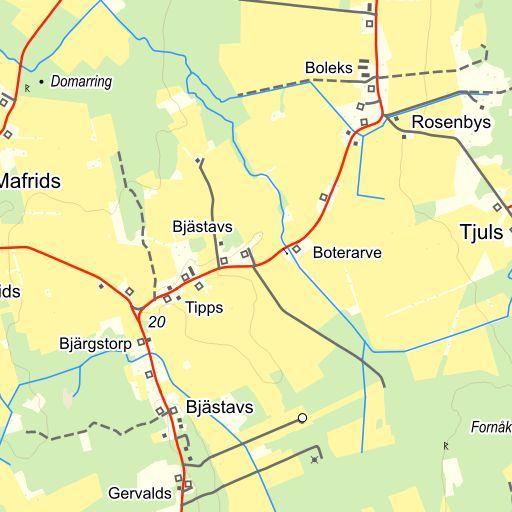 Boleks
Domarring
R
Rosenbys
Mafrids
Bjästavs
Tjuls
Boterarve
ids
Tipps
20
Bjärgstorp
Bjästavs
Fornåk
R
Gervalds